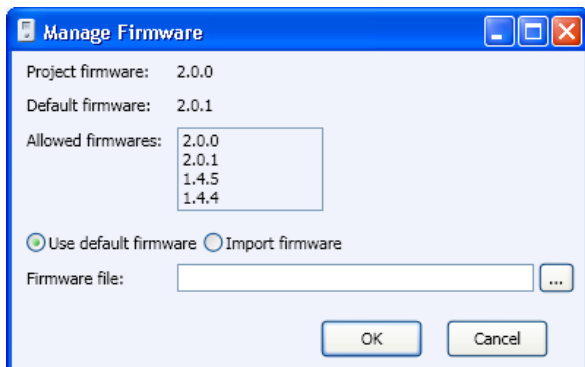 Manage Firmware
Project firmware: 2.0.0
Default firmware: 2.0.1
Allowed firmwares: 2.0.0
2.0.1
1.4.5
1.4.4
Use default firmware Import firmware
Firmware file: ...
OK Cancel